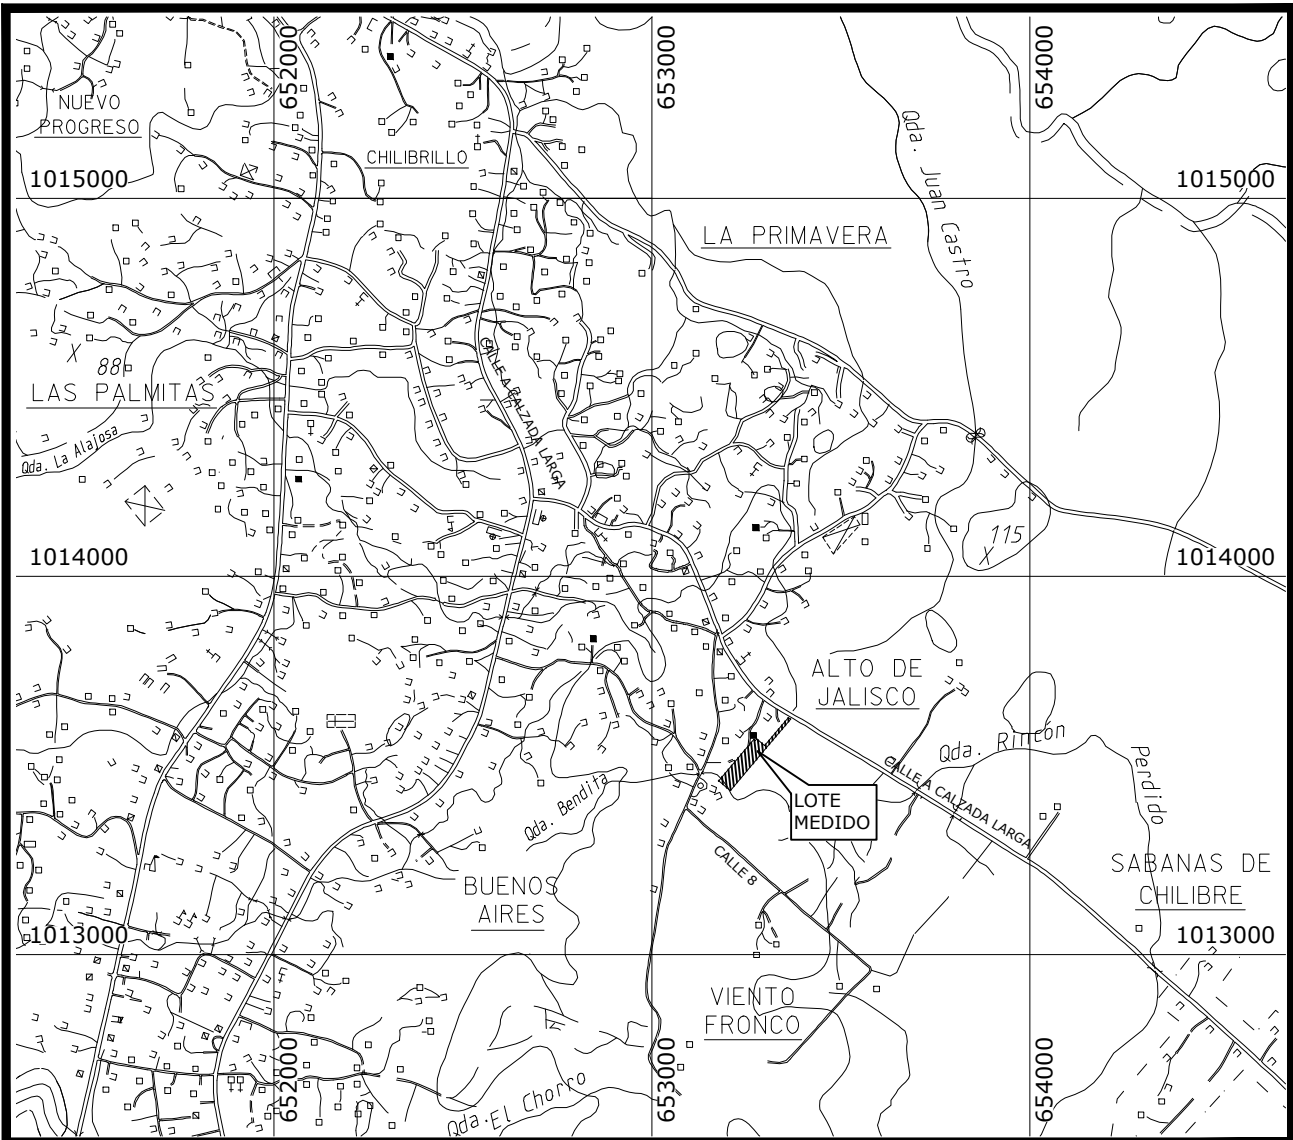 652000
653000
654000
NUEVO
PROGRESO
CHILIBRILLO
Qda. Juan Castro
1015000
1015000
LA PRIMAVERA
X 88
LAS PALMITAS
CALLE A CALZADA LARGA
Qda. La Alajosa
115
X
1014000
1014000
ALTO DE
JALISCO
Qda. Rincón
Perdido
Qda. Bendita
LOTE
MEDIDO
CALLE A CALZADA LARGA
CALLE 8
SABANAS DE
CHILIBRE
BUENOS
AIRES
1013000
1013000
VIENTO
FRONCO
652000
653000
654000
Qda. El Chorro